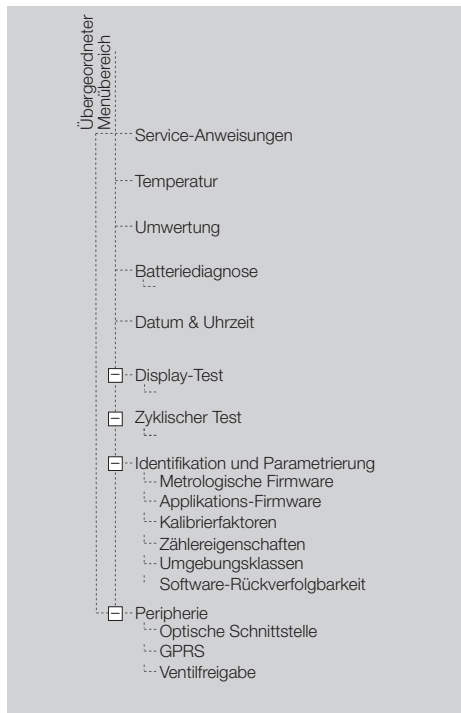 Übergeordneter
Menübereich
Service-Anweisungen
Temperatur
Umwertung
Batteriediagnose
Datum & Uhrzeit
Display-Test
Zyklischer Test
Identifikation und Parametrierung
Metrologische Firmware
Applikations-Firmware
Kalibrierfaktoren
Zählereigenschaften
Umgebungsklassen
Software-Rückverfolgbarkeit
Peripherie
Optische Schnittstelle
GPRS
Ventilfreigabe